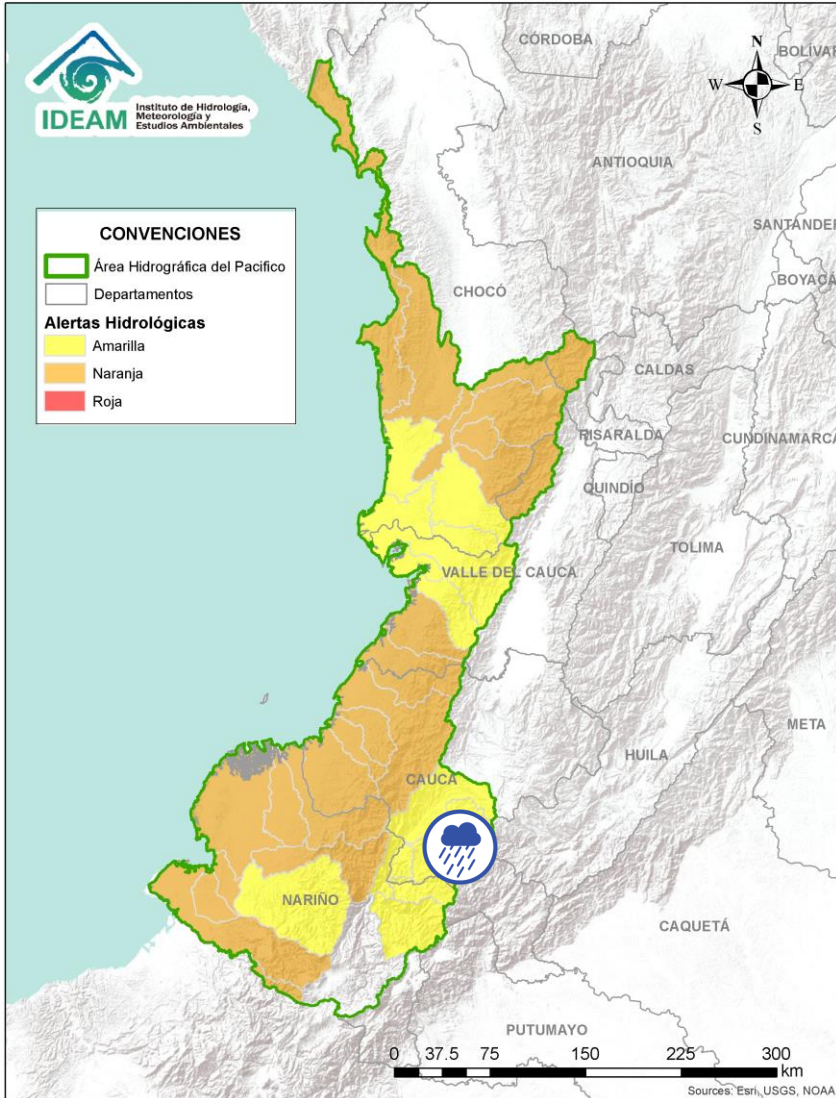 IDEAM
Instituto de Hidrología,
Meteorología y
Estudios Ambientales
CÓRDOBA
BOLÍVAR
N
W
E
S
ANTIOQUIA
SANTANDER
BOYACÁ
CONVENCIONES
Área Hidrográfica del Pacifico
Departamentos
Alertas Hidrológicas
Amarilla
Naranja
Roja
CHOCÓ
CALDAS
RISARALDA
CUNDINAMARCA
QUINDÍO
TOLIMA
VALLE DEL CAUCA
META
HUILA
CAUCA
NARIÑO
CAQUETÁ
PUTUMAYO
0 37.5 75 150 225 300
km
Sources: Esri, USGS, NOAA